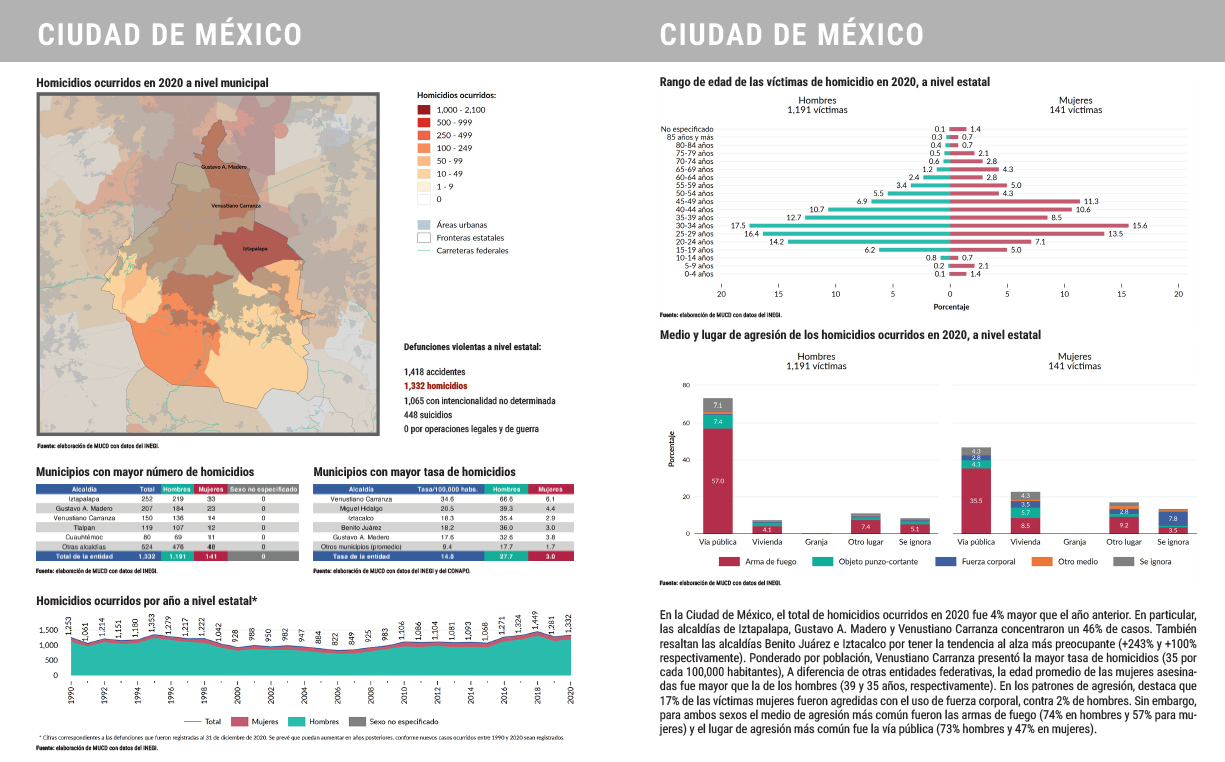 CIUDAD DE MÉXICO
Homicidios ocurridos en 2020 a nivel municipal
Gustavo A. Madero
Venustiano Carranza
Iztapalapa
Homicidios ocurridos:
1,000 - 2,100
500 - 999
250 - 499
100 - 249
50 - 99
10 - 49
1 - 9
0
Áreas urbanas
Fronteras estatales
Carreteras federales
Defunciones violentas a nivel estatal:
1,418 accidentes
1,332 homicidios
1,065 con intencionalidad no determinada
448 suicidios
0 por operaciones legales y de guerra
Fuente: elaboración de MUCD con datos del INEGI.
Municipios con mayor número de homicidios
Alcaldía Total Hombres Mujeres Sexo no especificado
Iztapalapa 252 219 33 0
Gustavo A. Madero 207 184 23 0
Venustiano Carranza 150 136 14 0
Tlalpan 119 107 12 0
Cuauhtémoc 80 69 11 0
Otras alcaldías 524 476 48 0
Total de la entidad 1,332 1,191 141 0
Fuente: elaboración de MUCD con datos del INEGI.
Municipios con mayor tasa de homicidios
Alcaldía Tasa/100,000 habs. Hombres Mujeres
Venustiano Carranza 34.6 66.6 6.1
Miguel Hidalgo 20.5 39.3 4.4
Iztacalco 18.3 35.4 2.9
Benito Juárez 18.2 36.0 3.0
Gustavo A. Madero 17.6 32.6 3.8
Otros municipios (promedio) 9.4 17.7 1.7
Tasa de la entidad 14.8 27.7 3.0
Fuente: elaboración de MUCD con datos del INEGI y del CONAPO.
Homicidios ocurridos por año a nivel estatal*
1,253 1,061 1,214 1,151 1,180 1,353 1,279 1,217 1,222 1,042 928 988 950 982 947 884 822 849 925 983 1,106 1,086 1,104 1,081 1,093 1,068 1,271 1,324 1,449 1,281 1,332
1,500
1,000
500
0
1990 1992 1994 1996 1998 2000 2002 2004 2006 2008 2010 2012 2014 2016 2018 2020
Total Mujeres Hombres Sexo no especificado
* Cifras correspondientes a las defunciones que fueron registradas al 31 de diciembre de 2020. Se prevé que puedan aumentar en años posteriores, conforme nuevos casos ocurridos entre 1990 y 2020 sean registrados.
Fuente: elaboración de MUCD con datos del INEGI.
CIUDAD DE MÉXICO
Rango de edad de las víctimas de homicidio en 2020, a nivel estatal
Hombres Mujeres
1,191 víctimas 141 víctimas
No especificado 0.1 1.4
85 años y más 0.3 0.7
80-84 años 0.4 0.7
75-79 años 0.5 2.1
70-74 años 0.6 2.8
65-69 años 1.2 4.3
60-64 años 2.4 2.8
55-59 años 3.4 5.0
50-54 años 5.5 4.3
45-49 años 6.9 11.3
40-44 años 10.7 10.6
35-39 años 12.7 8.5
30-34 años 17.5 15.6
25-29 años 16.4 13.5
20-24 años 14.2 7.1
15-19 años 6.2 5.0
10-14 años 0.8 0.7
5-9 años 0.2 2.1
0-4 años 0.1 1.4
20 15 10 5 0 5 10 15 20
Porcentaje
Fuente: elaboración de MUCD con datos del INEGI.
Medio y lugar de agresión de los homicidios ocurridos en 2020, a nivel estatal
Hombres Mujeres
1,191 víctimas 141 víctimas
Porcentaje
80
60
40
20
0
7.1
7.4
57.0
4.1
7.4
5.1
4.3
2.8
4.3
35.5
4.3
3.5
5.7
8.5
2.8
9.2
7.8
3.5
Vía pública Vivienda Granja Otro lugar Se ignora Vía pública Vivienda Granja Otro lugar Se ignora
Arma de fuego Objeto punzo-cortante Fuerza corporal Otro medio Se ignora
Fuente: elaboración de MUCD con datos del INEGI.
En la Ciudad de México, el total de homicidios ocurridos en 2020 fue 4% mayor que el año anterior. En particular,
las alcaldías de Iztapalapa, Gustavo A. Madero y Venustiano Carranza concentraron un 46% de casos. También
resaltan las alcaldías Benito Juárez e Iztacalco por tener la tendencia al alza más preocupante (+243% y +100%
respectivamente). Ponderado por población, Venustiano Carranza presentó la mayor tasa de homicidios (35 por
cada 100,000 habitantes), A diferencia de otras entidades federativas, la edad promedio de las mujeres asesina-
das fue mayor que la de los hombres (39 y 35 años, respectivamente). En los patrones de agresión, destaca que
17% de las víctimas mujeres fueron agredidas con el uso de fuerza corporal, contra 2% de hombres. Sin embargo,
para ambos sexos el medio de agresión más común fueron las armas de fuego (74% en hombres y 57% para mu-
jeres) y el lugar de agresión más común fue la vía pública (73% hombres y 47% en mujeres).